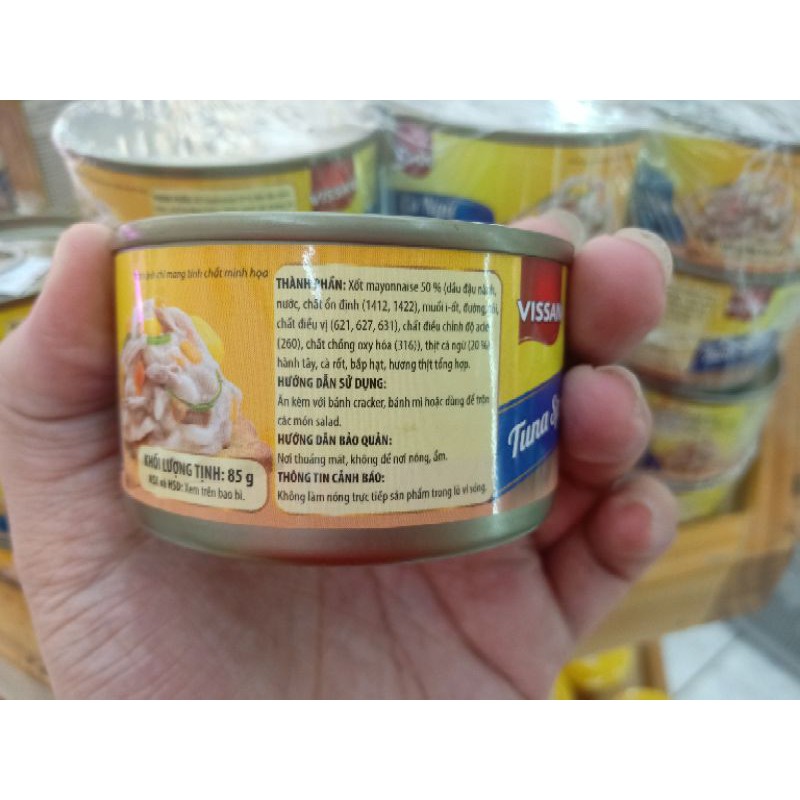 ảnh chỉ mang tính chất minh họa
KHỐI LƯỢNG TỊNH: 85 g
NSX và HSD: Xem trên bao bì.
THÀNH PHẦN: Xốt mayonnaise 50 % (dầu đậu nành,
nước, chất ổn định (1412, 1422), muối i-ốt, đường,
chất điều vị (621, 627, 631), chất điều chỉnh độ acid
(260), chất chống oxy hóa (316)), thịt cá ngừ (20 %
hành tây, cà rốt, bắp hạt, hương thịt tổng hợp.
HƯỚNG DẪN SỬ DỤNG:
Ăn kèm với bánh cracker, bánh mì hoặc dùng để trộn
các món salad.
HƯỚNG DẪN BẢO QUẢN:
Nơi thoáng mát, không để nơi nóng, ẩm.
THÔNG TIN CẢNH BÁO:
Không làm nóng trực tiếp sản phẩm trong lò vi sóng.
VISSAN
Tuna
VISSAN